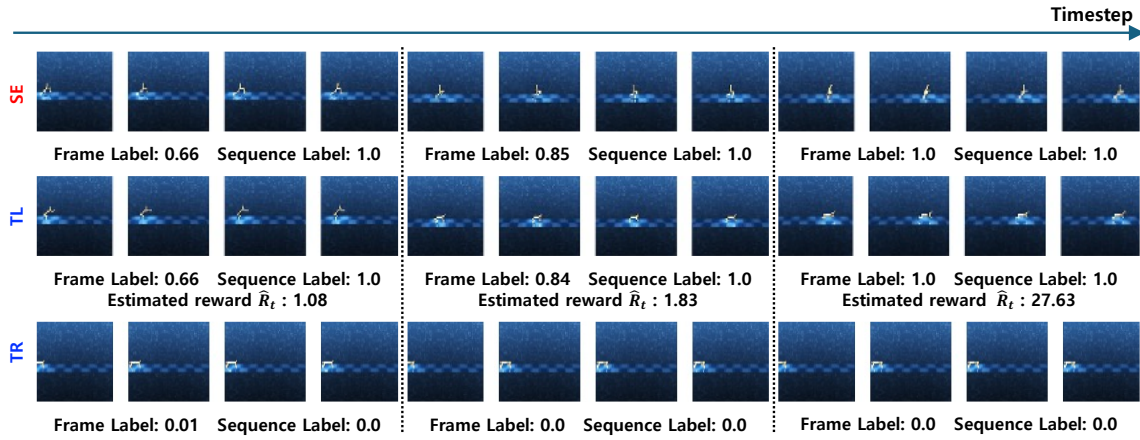 Timestep
SE
Frame Label: 0.66 Sequence Label: 1.0 Frame Label: 0.85 Sequence Label: 1.0 Frame Label: 1.0 Sequence Label: 1.0
TL
Frame Label: 0.66 Sequence Label: 1.0 Frame Label: 0.84 Sequence Label: 1.0 Frame Label: 1.0 Sequence Label: 1.0
Estimated reward R̂ₜ : 1.08 Estimated reward R̂ₜ : 1.83 Estimated reward R̂ₜ : 27.63
TR
Frame Label: 0.01 Sequence Label: 0.0 Frame Label: 0.0 Sequence Label: 0.0 Frame Label: 0.0 Sequence Label: 0.0